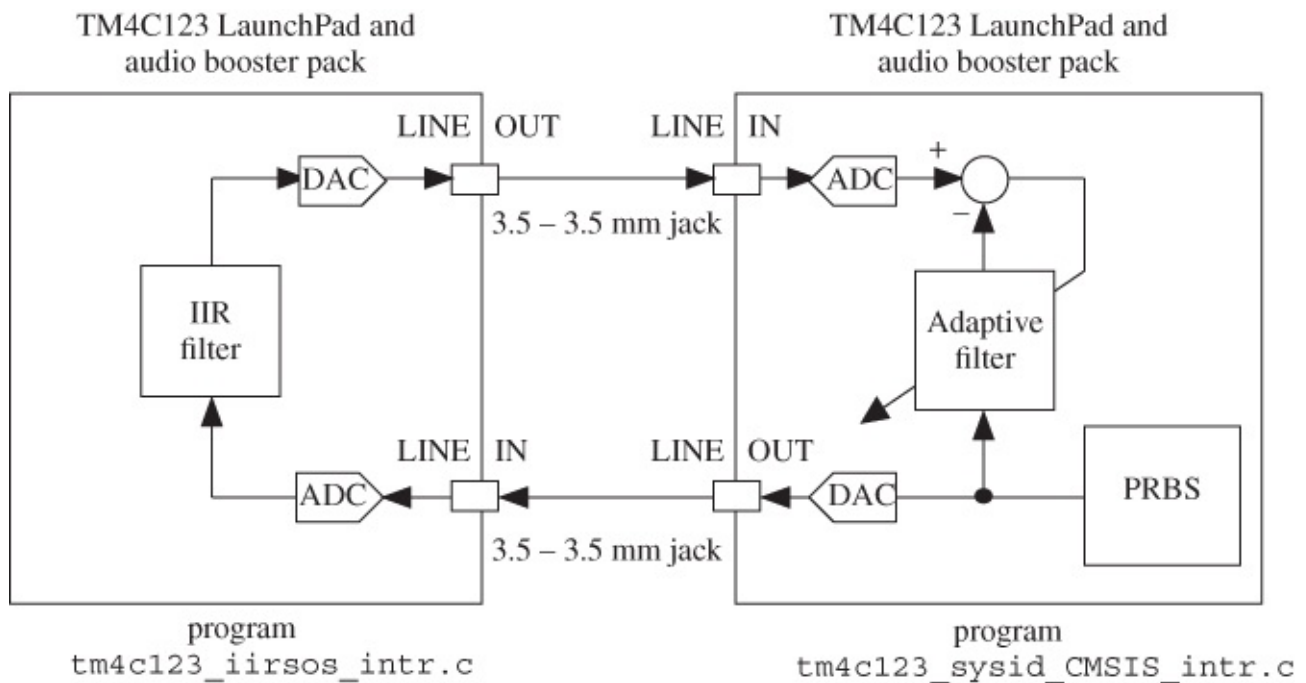 TM4C123 LaunchPad and
audio booster pack
TM4C123 LaunchPad and
audio booster pack
LINE OUT
LINE IN
DAC
ADC
+
−
3.5 – 3.5 mm jack
IIR
filter
Adaptive
filter
LINE IN
LINE OUT
ADC
DAC
PRBS
3.5 – 3.5 mm jack
program
tm4c123_iirsos_intr.c
program
tm4c123_sysid_CMSIS_intr.c